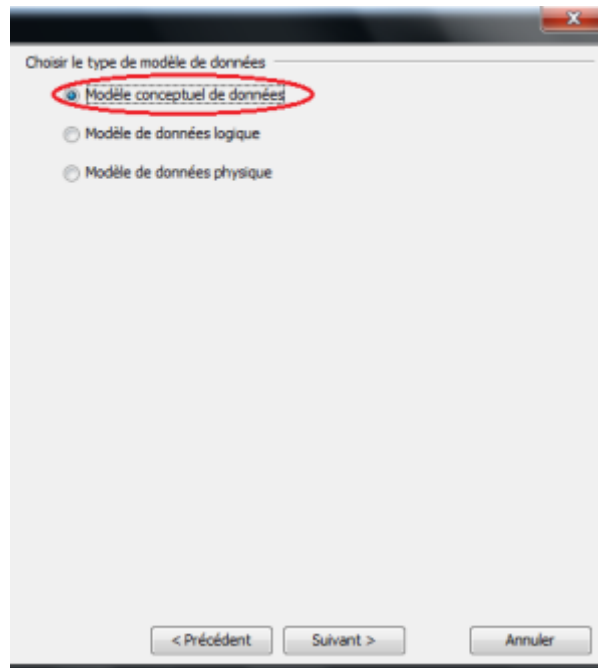 Choisir le type de modèle de données
Modèle conceptuel de données
Modèle de données logique
Modèle de données physique
< Précédent Suivant > Annuler